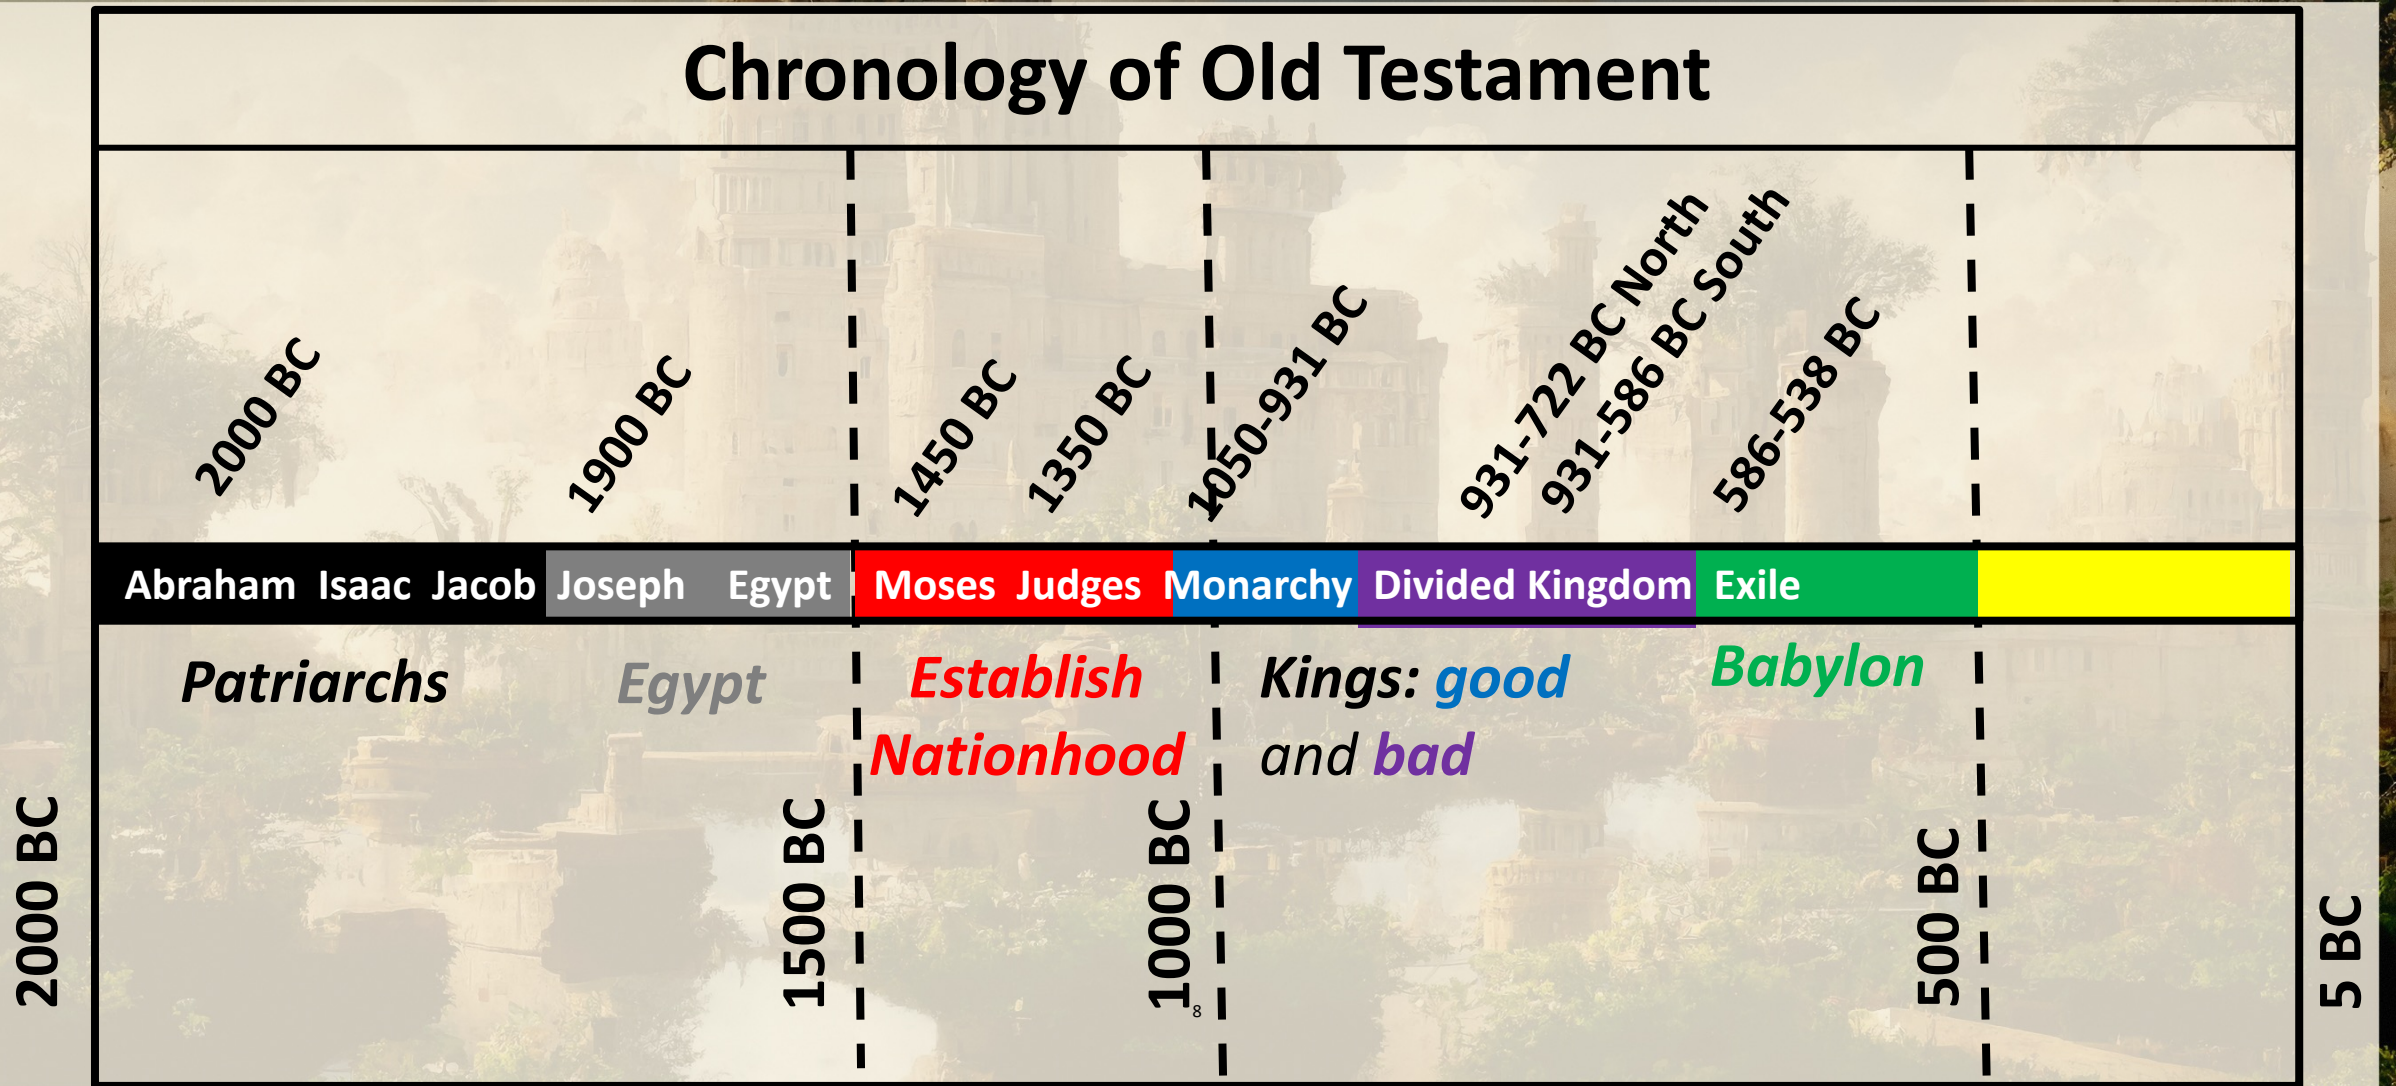 Chronology of Old Testament
2000 BC
1900 BC
1450 BC
1350 BC
1050-931 BC
931-722 BC North
931-586 BC South
586-538 BC
Abraham Isaac Jacob Joseph Egypt Moses Judges Monarchy Divided Kingdom Exile
Patriarchs
Egypt
Establish
Nationhood
Kings: good
and bad
Babylon
2000 BC
1500 BC
1000 BC
8
500 BC
5 BC